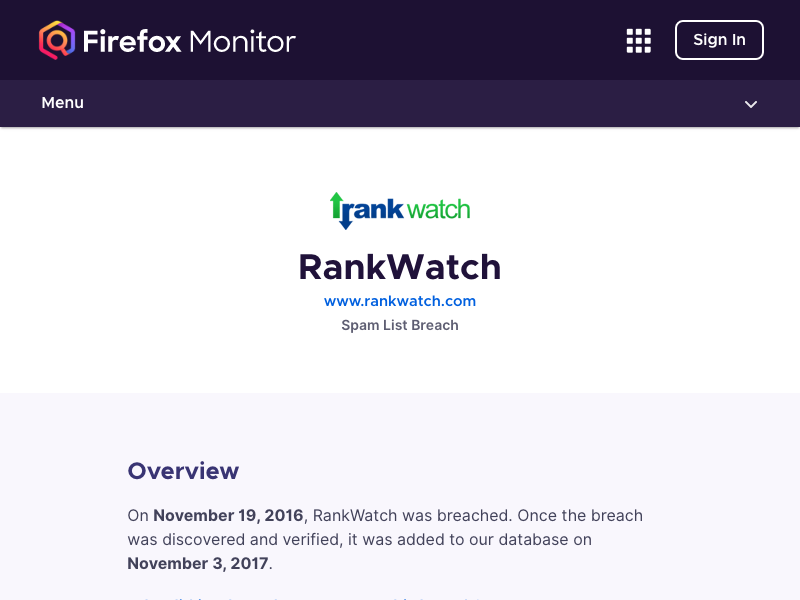 Firefox Monitor
Sign In
Menu
rankwatch
RankWatch
www.rankwatch.com
Spam List Breach
Overview
On November 19, 2016, RankWatch was breached. Once the breach
was discovered and verified, it was added to our database on
November 3, 2017.